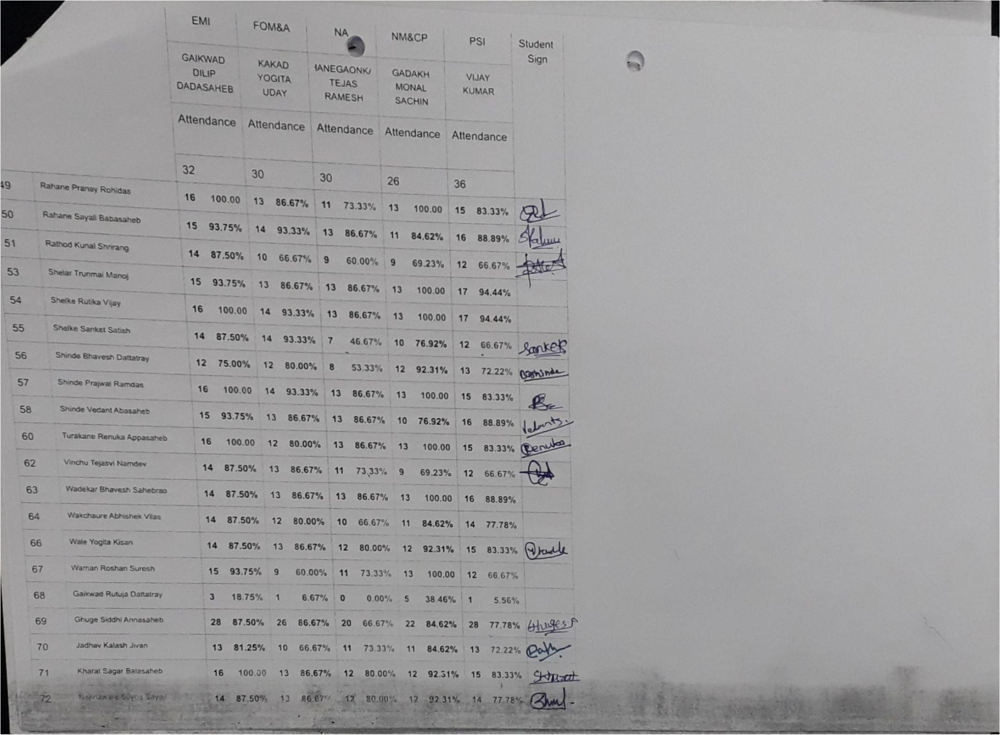 EMI FOM&A NA NM&CP PSI Student Sign
GAIKWAD DILIP DADASAHEB KAKAD YOGITA UDAY TEJAS RAMESH GADAKH MONAL SACHIN VIJAY KUMAR
Attendance Attendance Attendance Attendance Attendance
32 30 30 26 36
49 Rahane Pranay Rohidas 16 100.00 13 86.67% 11 73.33% 13 100.00 15 83.33%
50 Rahane Sayali Babasaheb 15 93.75% 14 93.33% 13 86.67% 11 84.62% 16 88.89%
51 Rathod Kunal Shrirang 14 87.50% 10 66.67% 9 60.00% 9 69.23% 12 66.67%
53 Shelar Trunmai Manoj 15 93.75% 13 86.67% 13 86.67% 13 100.00 17 94.44%
54 Shelke Rutika Vijay 16 100.00 14 93.33% 13 86.67% 13 100.00 17 94.44%
55 Shelke Sanket Satish 14 87.50% 14 93.33% 7 46.67% 10 76.92% 12 66.67%
56 Shinde Bhavesh Dattatray 12 75.00% 12 80.00% 8 53.33% 12 92.31% 13 72.22%
57 Shinde Prajwal Ramdas 16 100.00 14 93.33% 13 86.67% 13 100.00 15 83.33%
58 Shinde Vedant Abasaheb 15 93.75% 13 86.67% 13 86.67% 10 76.92% 16 88.89%
60 Turakane Renuka Appasaheb 16 100.00 12 80.00% 13 86.67% 13 100.00 15 83.33% Renuka
62 Vinchu Tejasvi Namdev 14 87.50% 13 86.67% 11 73.33% 9 69.23% 12 66.67%
63 Wadekar Bhavesh Sahebrao 14 87.50% 13 86.67% 13 86.67% 13 100.00 16 88.89%
64 Wakchaure Abhishek Vilas 14 87.50% 12 80.00% 10 66.67% 11 84.62% 14 77.78%
66 Wale Yogita Kisan 14 87.50% 13 86.67% 12 80.00% 12 92.31% 15 83.33%
67 Waman Roshan Suresh 15 93.75% 9 60.00% 11 73.33% 13 100.00 12 66.67%
68 Gaikwad Rutuja Dattatray 3 18.75% 1 6.67% 0 0.00% 5 38.46% 1 5.56%
69 Ghuge Siddhi Annasaheb 28 87.50% 26 86.67% 20 66.67% 22 84.62% 28 77.78%
70 Jadhav Kalash Jivan 13 81.25% 10 66.67% 11 73.33% 11 84.62% 13 72.22%
71 Kharat Sagar Balasaheb 16 100.00 13 86.67% 12 80.00% 12 92.31% 15 83.33%
72 Nannaware Suyog 14 87.50% 13 86.67% 12 80.00% 12 92.31% 14 77.78%